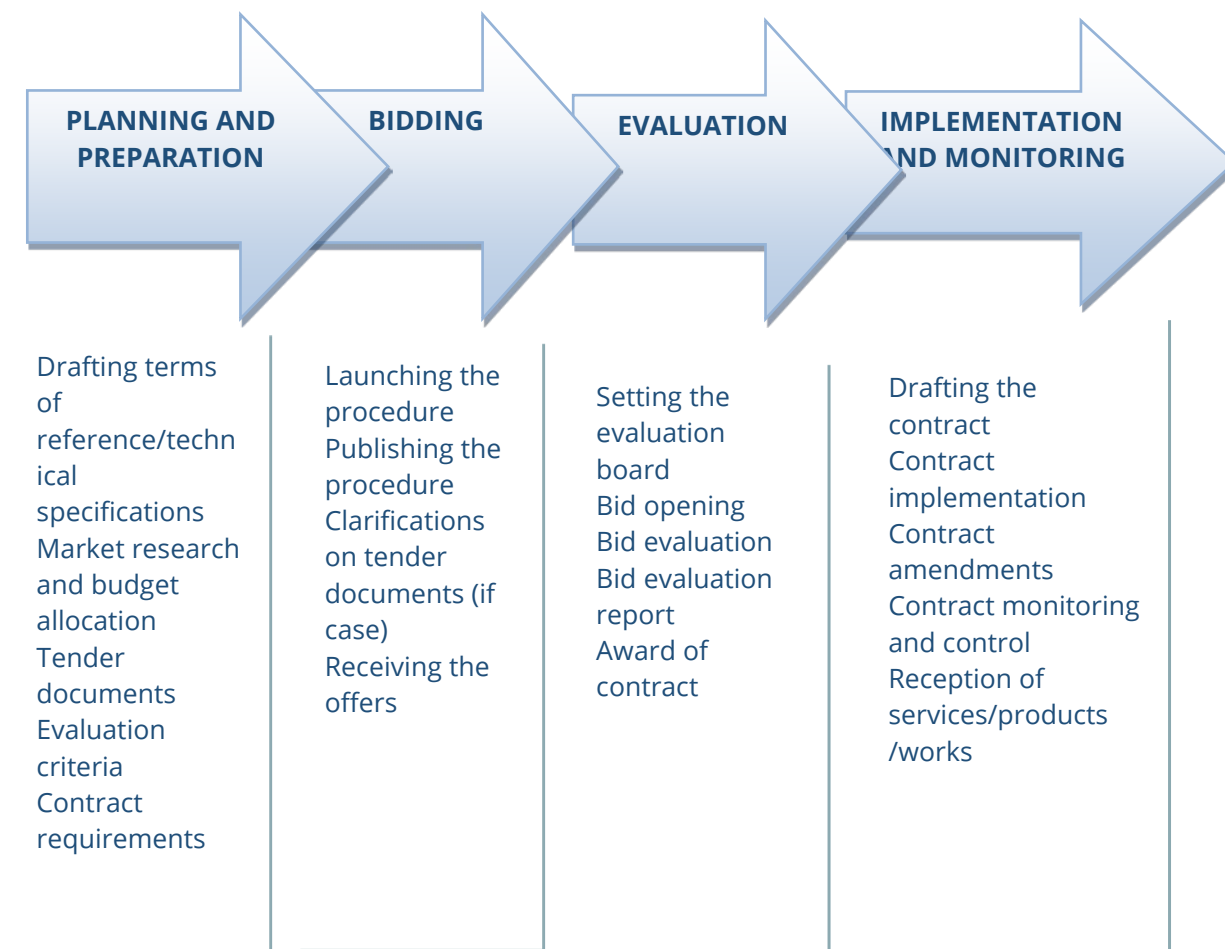 PLANNING AND
PREPARATION
BIDDING
EVALUATION
IMPLEMENTATION
AND MONITORING
Drafting terms
of
reference/techn
ical
specifications
Market research
and budget
allocation
Tender
documents
Evaluation
criteria
Contract
requirements
Launching the
procedure
Publishing the
procedure
Clarifications
on tender
documents (if
case)
Receiving the
offers
Setting the
evaluation
board
Bid opening
Bid evaluation
Bid evaluation
report
Award of
contract
Drafting the
contract
Contract
implementation
Contract
amendments
Contract monitoring
and control
Reception of
services/products
/works